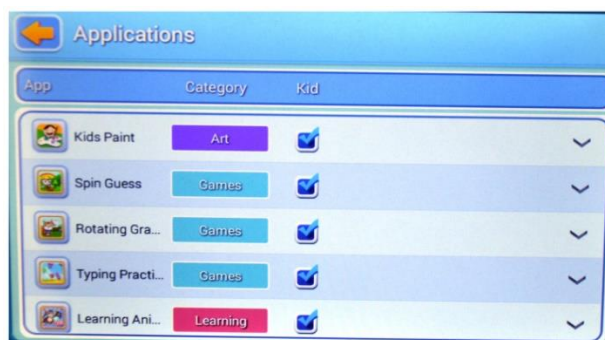 Applications
App Category Kid
Kids Paint Art
Spin Guess Games
Rotating Gra... Games
Typing Practi... Games
Learning Ani... Learning